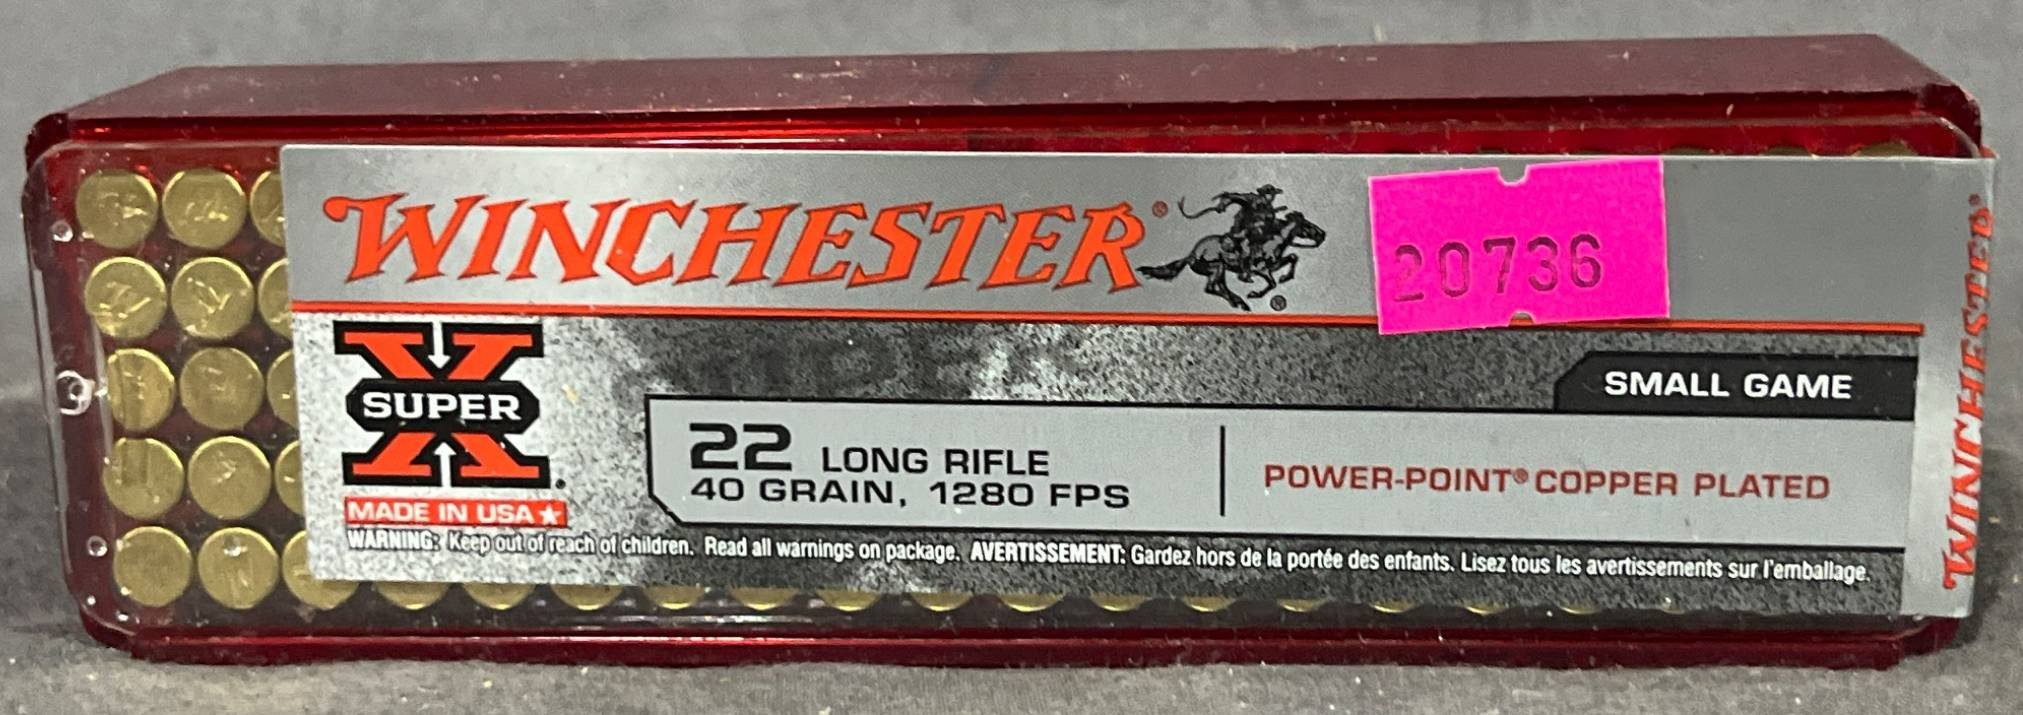 WINCHESTER®
®
20736
SUPER X
MADE IN USA★
SMALL GAME
22 LONG RIFLE
40 GRAIN, 1280 FPS
POWER-POINT® COPPER PLATED
WARNING: Keep out of reach of children. Read all warnings on package. AVERTISSEMENT: Gardez hors de la portée des enfants. Lisez tous les avertissements sur l'emballage.
WINCHESTER®